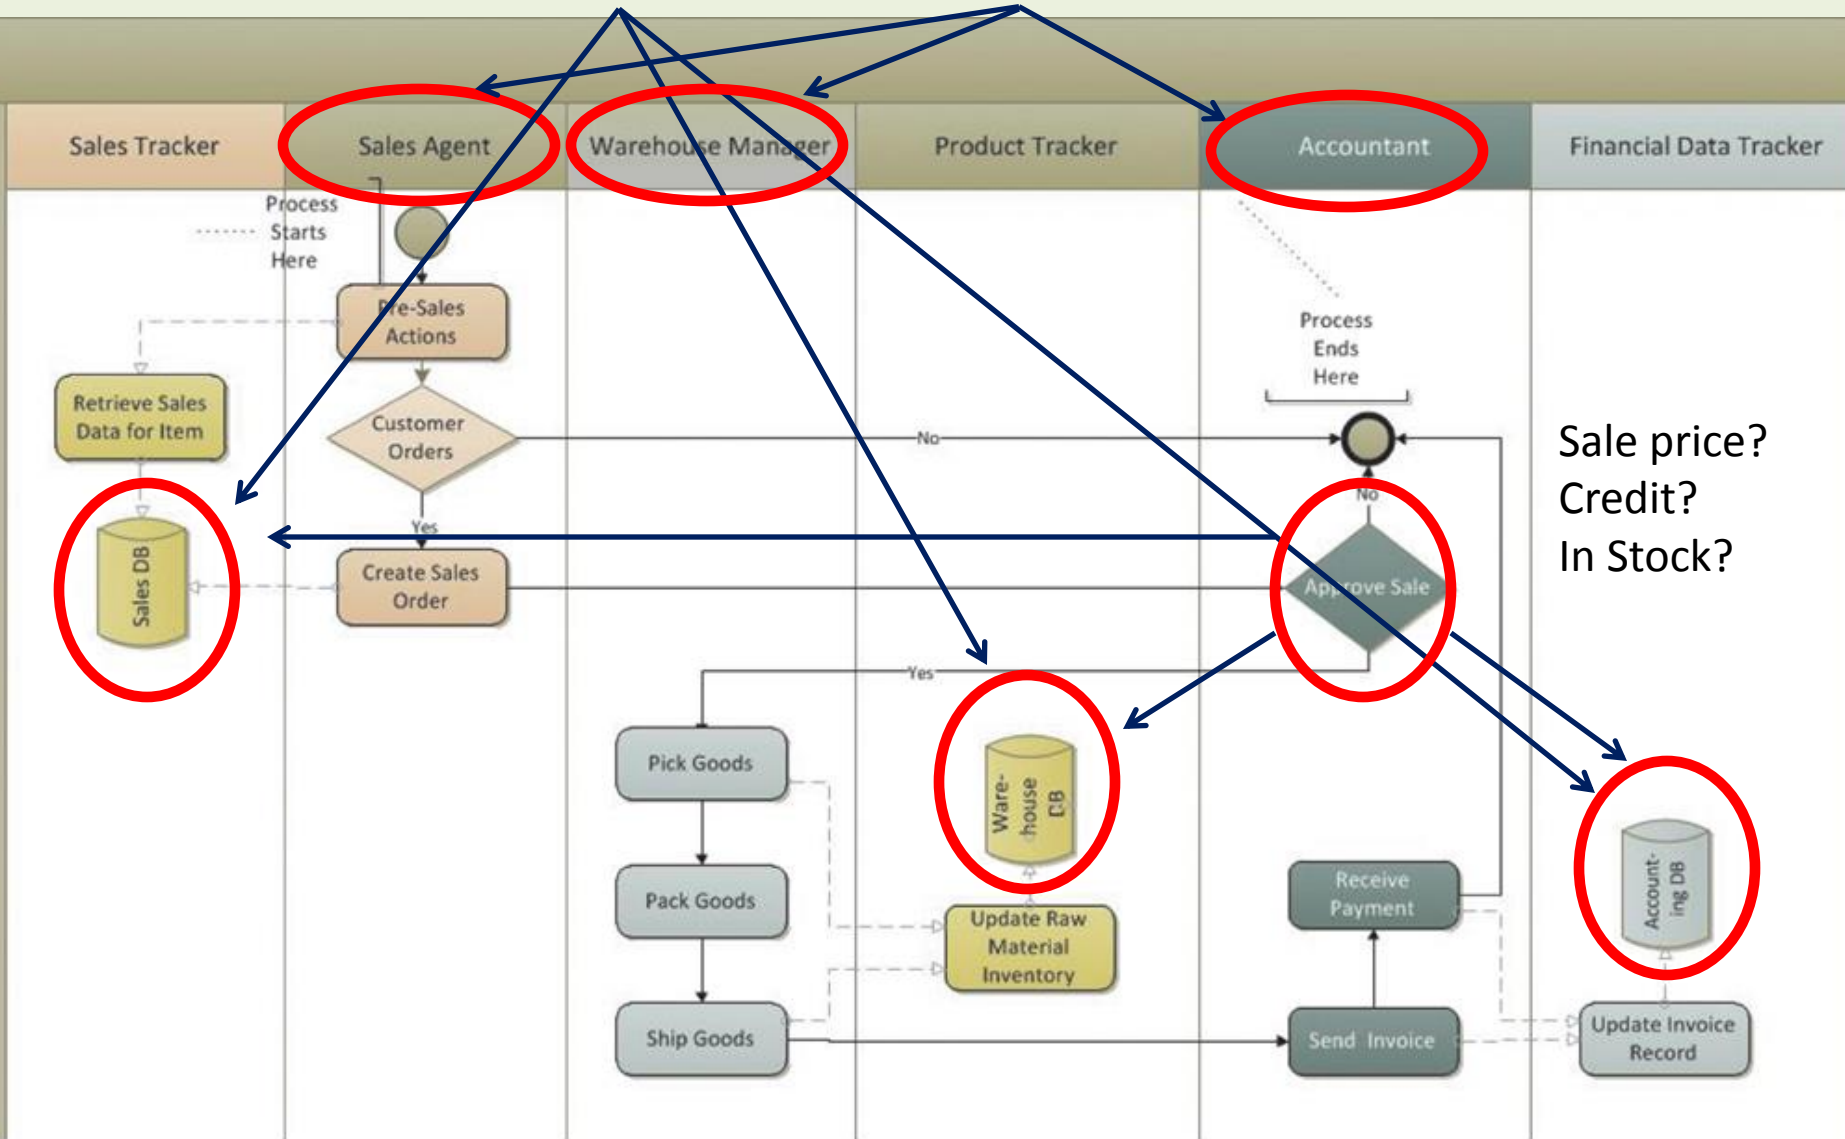 Sales Tracker
Sales Agent
Warehouse Manager
Product Tracker
Accountant
Financial Data Tracker
Process
Starts
Here
Pre-Sales
Actions
Retrieve Sales
Data for Item
Customer
Orders
No
Yes
Sales DB
Create Sales
Order
Process
Ends
Here
No
Approve Sale
Sale price?
Credit?
In Stock?
Yes
Pick Goods
Pack Goods
Ship Goods
Ware-
house
DB
Update Raw
Material
Inventory
Receive
Payment
Send Invoice
Account-
ing DB
Update Invoice
Record